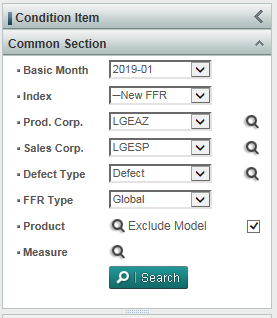 Condition Item
Common Section
Basic Month 2019-01
Index —New FFR
Prod. Corp. LGEAZ
Sales Corp. LGESP
Defect Type Defect
FFR Type Global
Product Exclude Model
Measure
Search